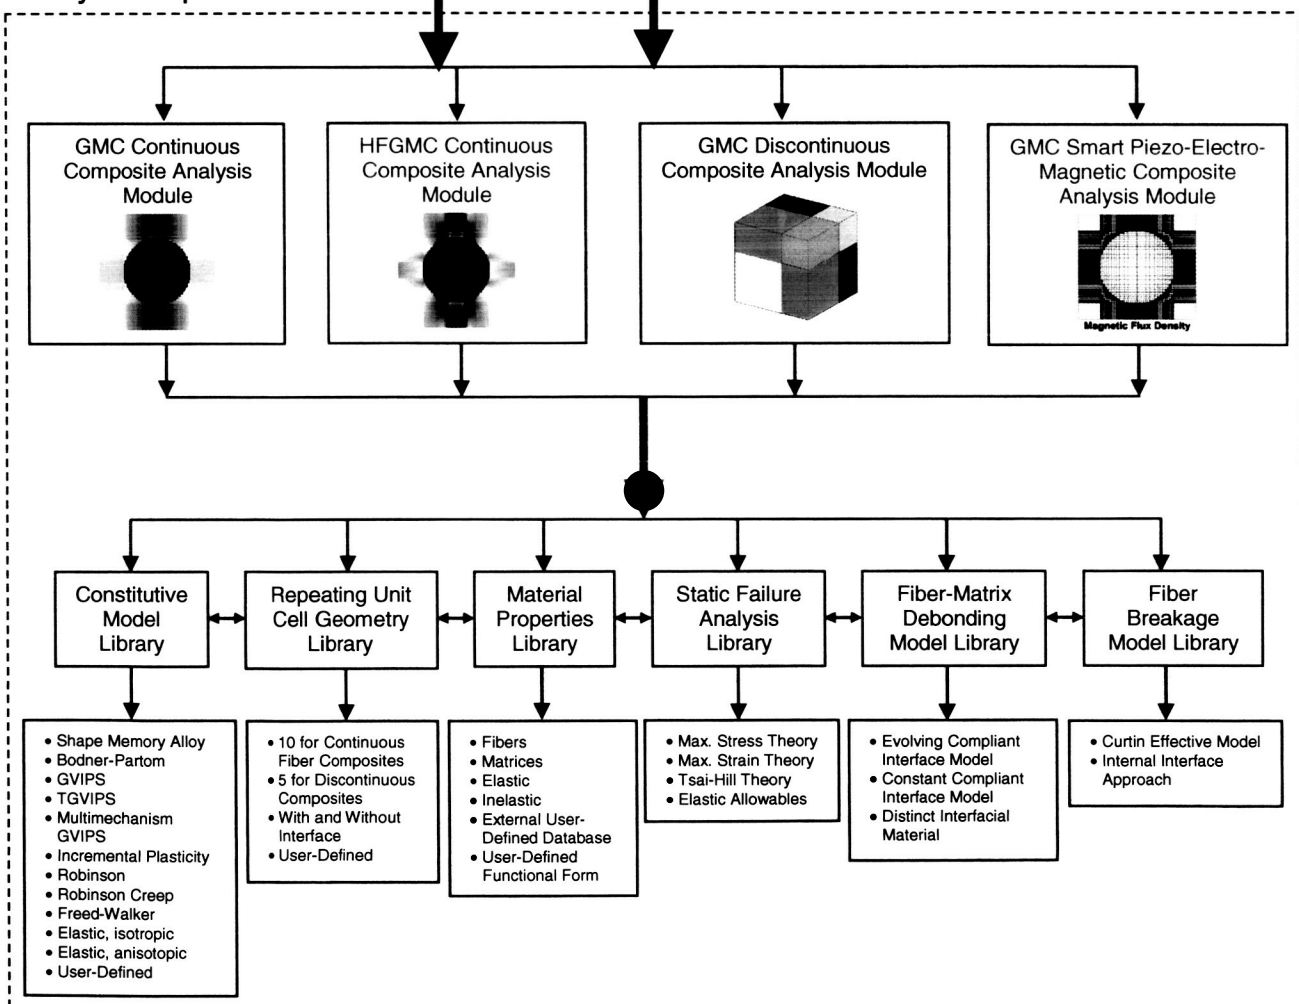 GMC Continuous
Composite Analysis
Module
HFGMC Continuous
Composite Analysis
Module
GMC Discontinuous
Composite Analysis Module
GMC Smart Piezo-Electro-
Magnetic Composite
Analysis Module
Magnetic Flux Density
Constitutive
Model
Library
Repeating Unit
Cell Geometry
Library
Material
Properties
Library
Static Failure
Analysis
Library
Fiber-Matrix
Debonding
Model Library
Fiber
Breakage
Model Library
• Shape Memory Alloy
• Bodner-Partom
• GVIPS
• TGVIPS
• Multimechanism
GVIPS
• Incremental Plasticity
• Robinson
• Robinson Creep
• Freed-Walker
• Elastic, isotropic
• Elastic, anisotopic
• User-Defined
• 10 for Continuous
Fiber Composites
• 5 for Discontinuous
Composites
• With and Without
Interface
• User-Defined
• Fibers
• Matrices
• Elastic
• Inelastic
• External User-
Defined Database
• User-Defined
Functional Form
• Max. Stress Theory
• Max. Strain Theory
• Tsai-Hill Theory
• Elastic Allowables
• Evolving Compliant
Interface Model
• Constant Compliant
Interface Model
• Distinct Interfacial
Material
• Curtin Effective Model
• Internal Interface
Approach